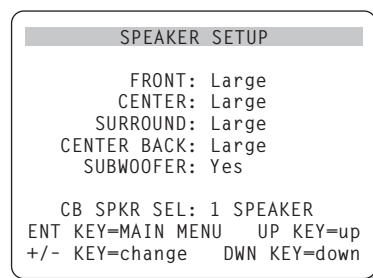 SPEAKER SETUP
FRONT: Large
CENTER: Large
SURROUND: Large
CENTER BACK: Large
SUBWOOFER: Yes
CB SPKR SEL: 1 SPEAKER
ENT KEY=MAIN MENU UP KEY=up
+/- KEY=change DWN KEY=down